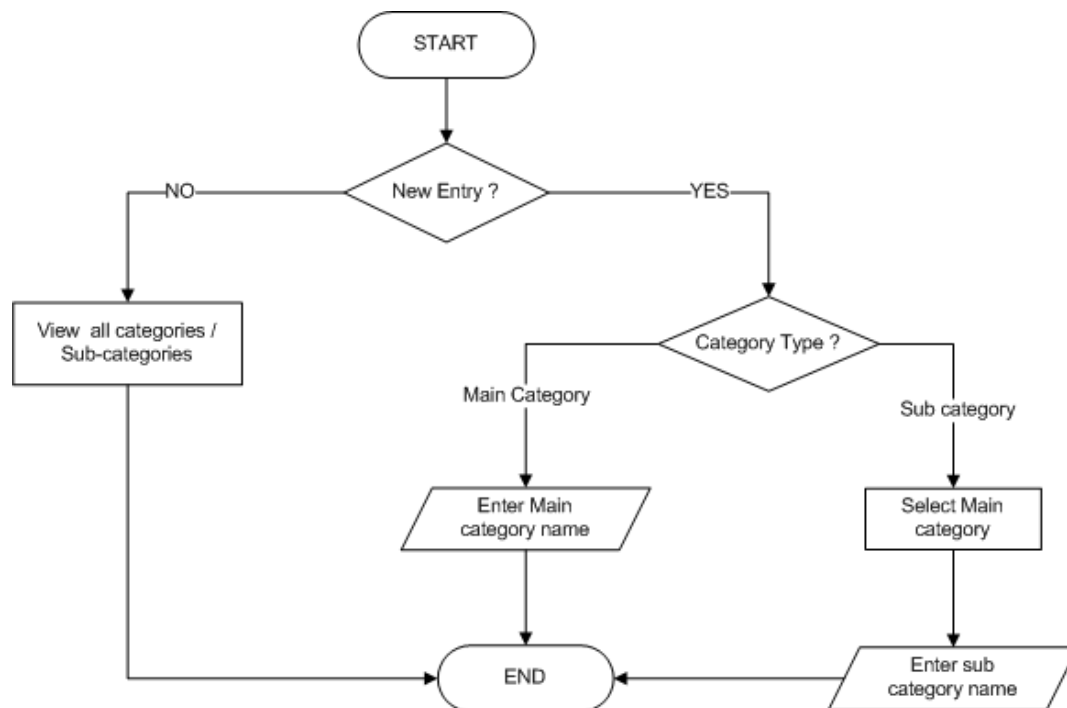 START
New Entry ?
NO
YES
View all categories /
Sub-categories
Category Type ?
Main Category
Sub category
Enter Main
category name
Select Main
category
END
Enter sub
category name